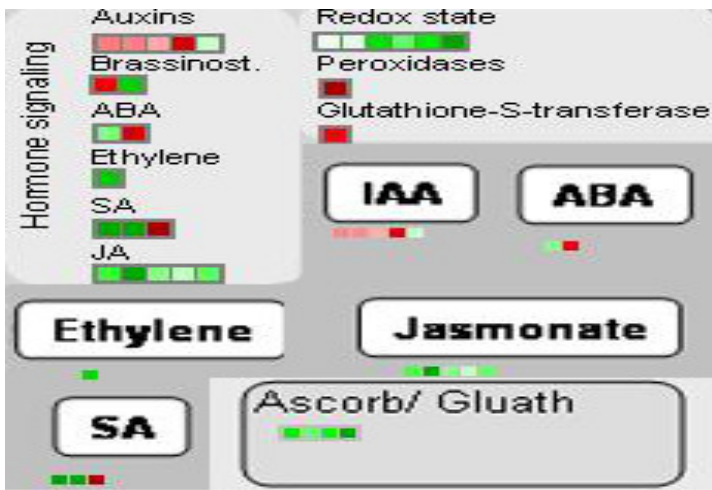 Hormone signaling
Auxins
Brassinost.
ABA
Ethylene
SA
JA
Redox state
Peroxidases
Glutathione-S-transferase
IAA
ABA
Ethylene
Jasmonate
SA
Ascorb/ Gluath